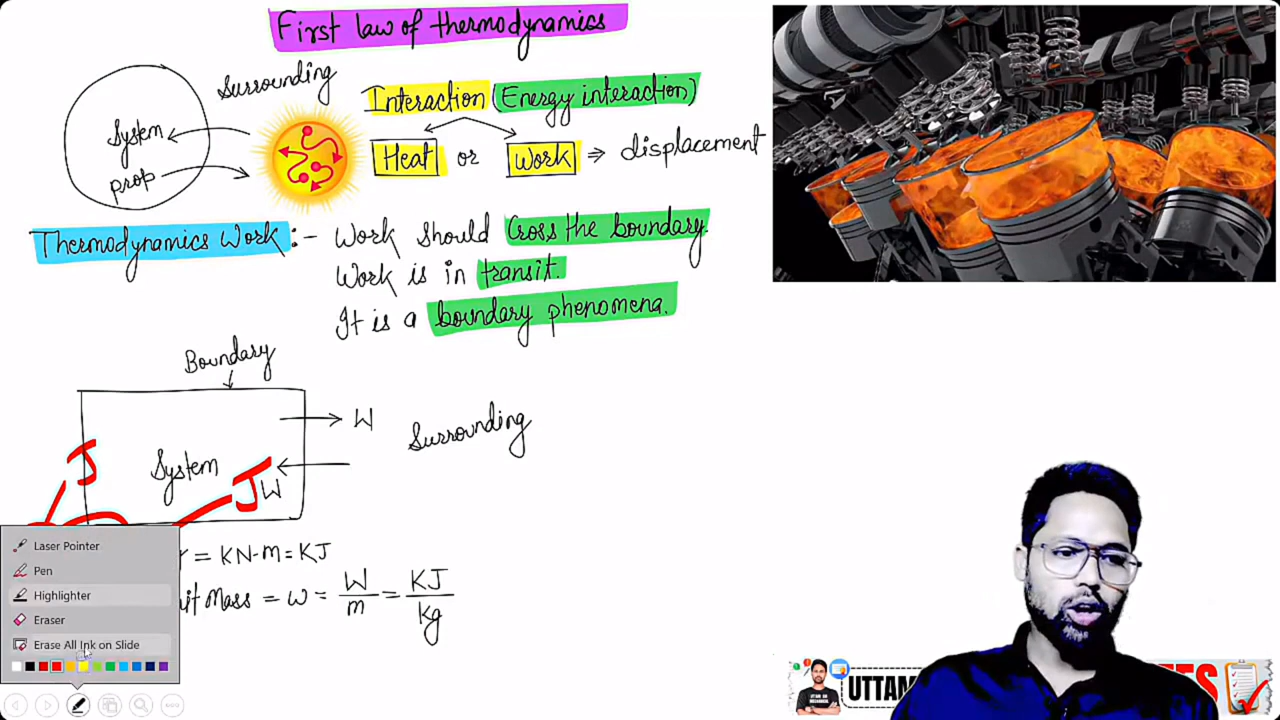 First law of thermodynamics
Surrounding
System
prop
Interaction (Energy interaction)
Heat or Work ⇒ displacement
Thermodynamics Work :- Work should Cross the boundary.
Work is in transit.
It is a boundary phenomena.
Boundary
W
System
W
Surrounding
J
J
= KN-m = KJ
Mass = w = W/m = KJ/kg
Laser Pointer
Pen
Highlighter
Eraser
Erase All Ink on Slide
UTTAM
UTTAM